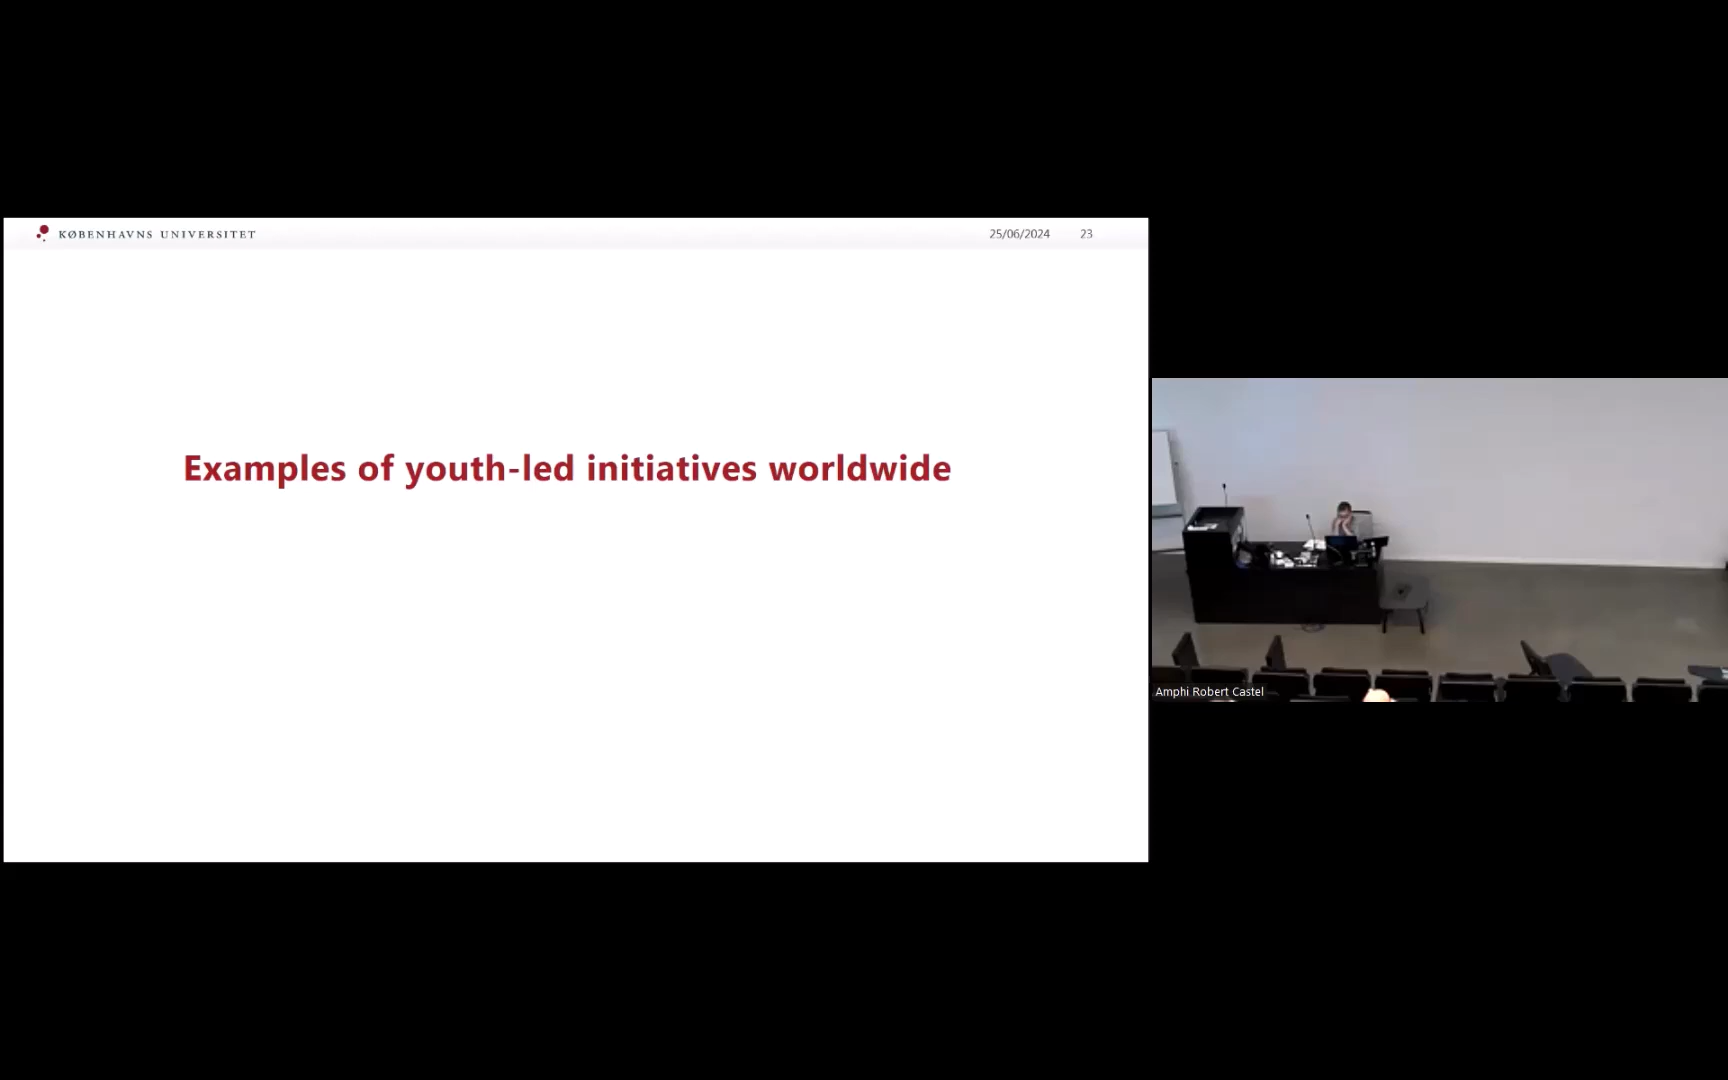 KØBENHAVNS UNIVERSITET
25/06/2024 23
Examples of youth-led initiatives worldwide
Amphi Robert Castel